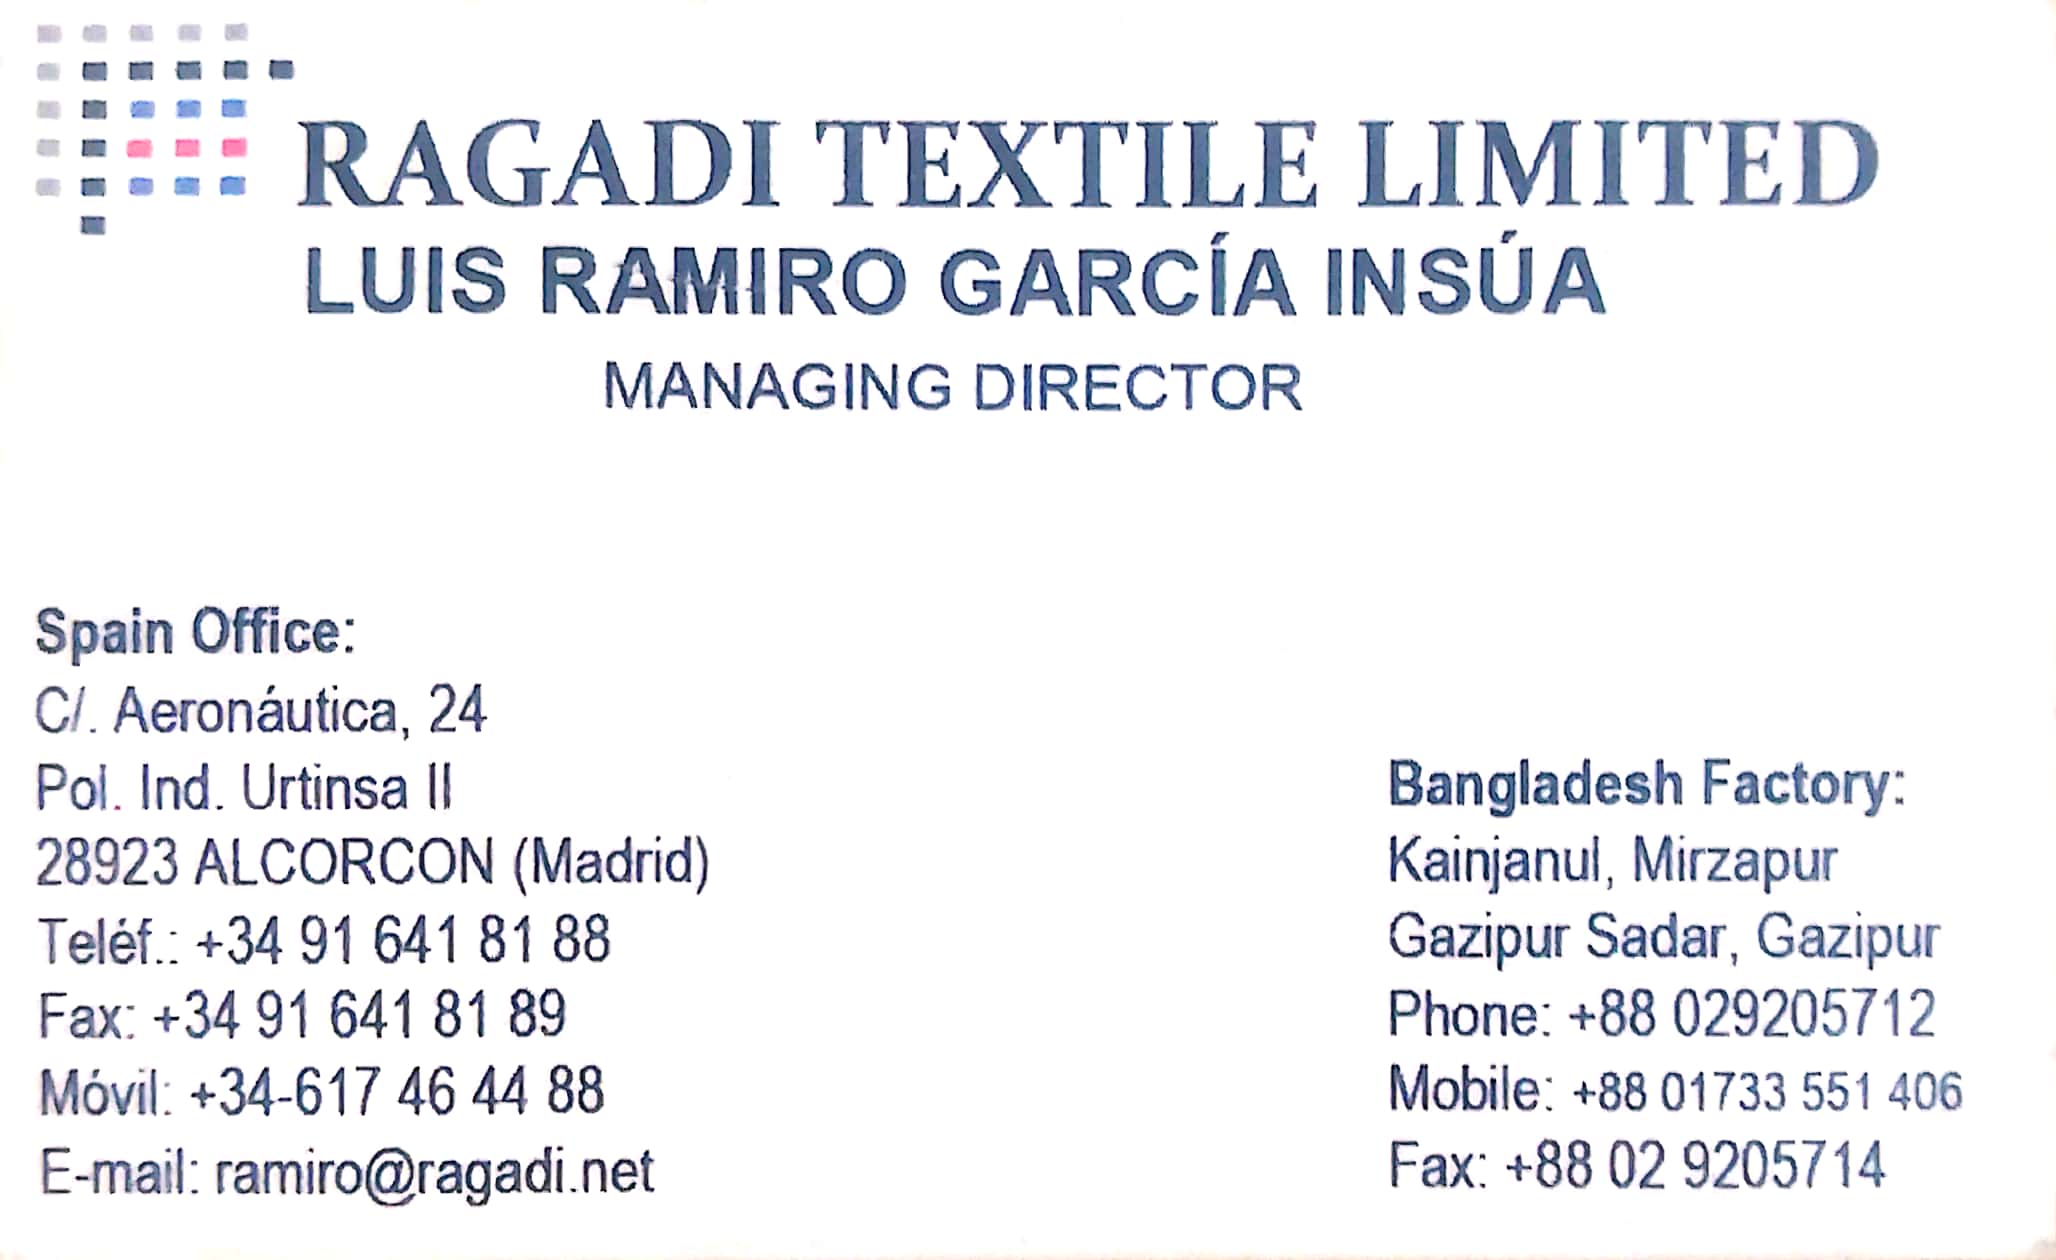 RAGADI TEXTILE LIMITED
LUIS RAMIRO GARCÍA INSÚA
MANAGING DIRECTOR
Spain Office:
C/. Aeronáutica, 24
Pol. Ind. Urtinsa II
28923 ALCORCON (Madrid)
Teléf.: +34 91 641 81 88
Fax: +34 91 641 81 89
Móvil: +34-617 46 44 88
E-mail: ramiro@ragadi.net
Bangladesh Factory:
Kainjanul, Mirzapur
Gazipur Sadar, Gazipur
Phone: +88 029205712
Mobile: +88 01733 551 406
Fax: +88 02 9205714